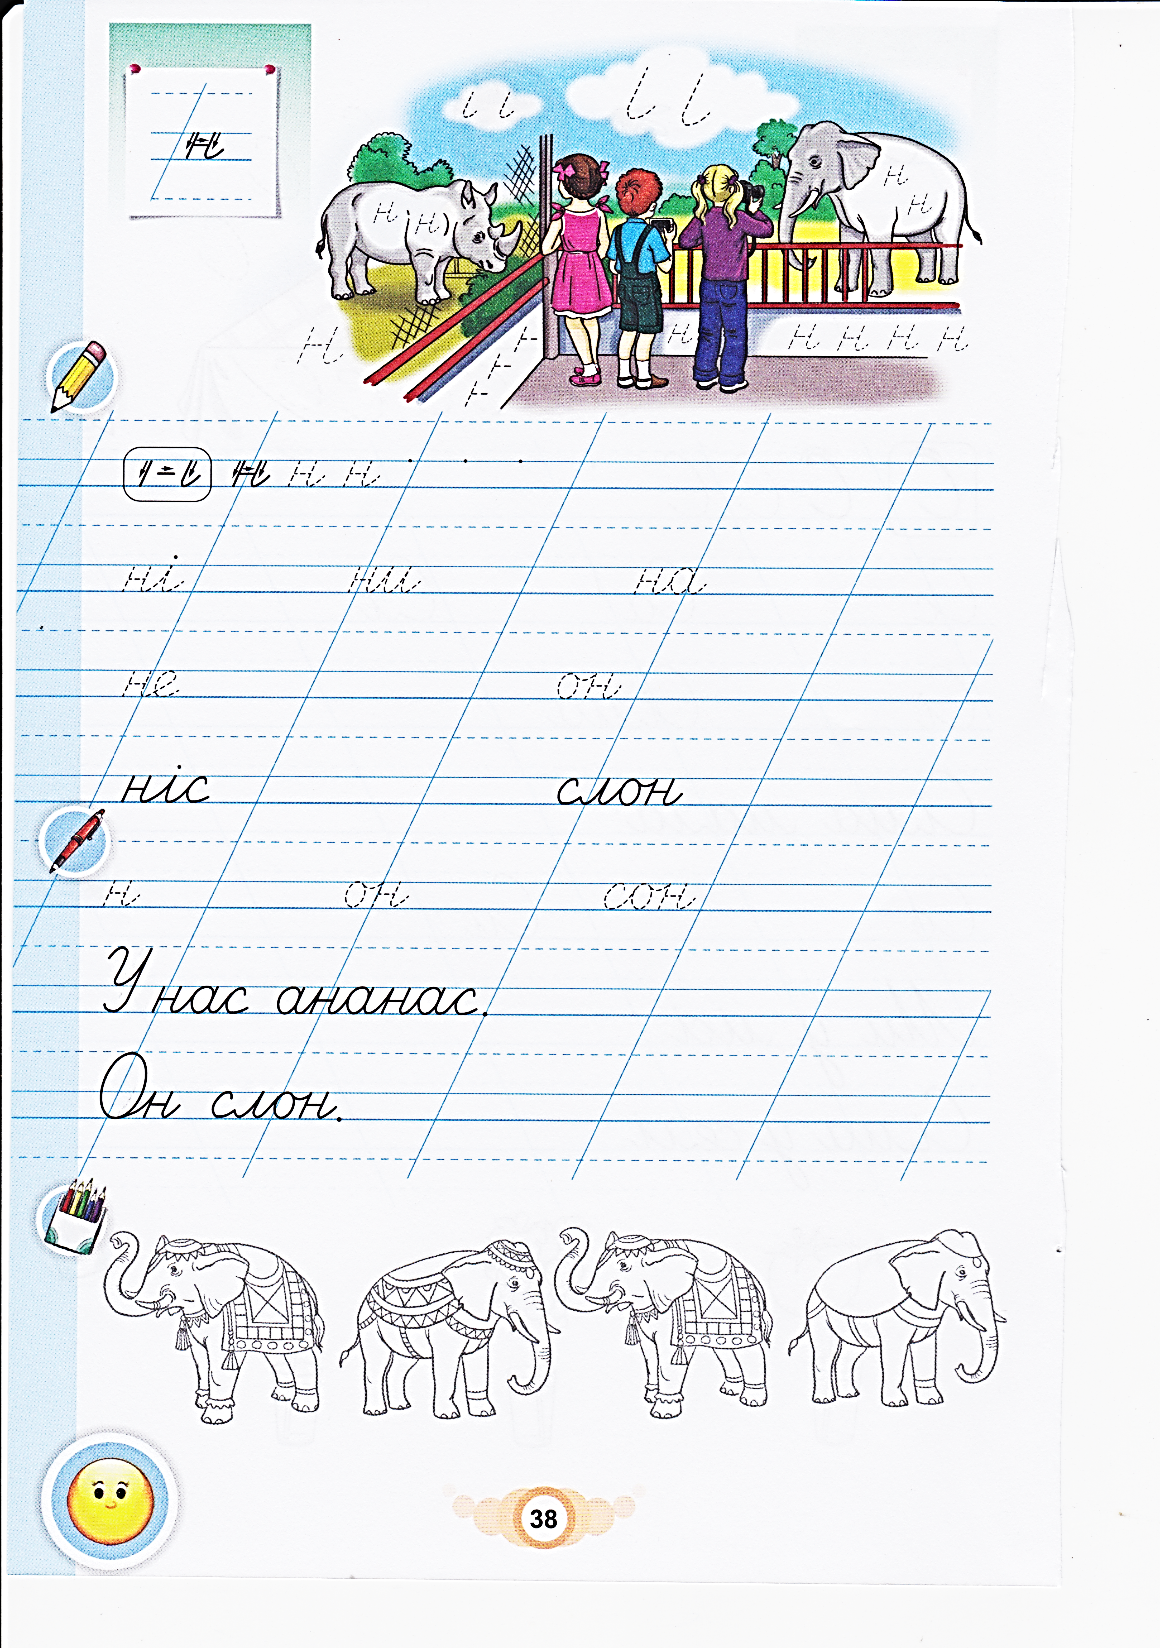 н
і і і і
н н н н
н н н н н н
н н н
ні ни на
не он
ніс слон
н он сон
У нас ананас.
Он слон.
38